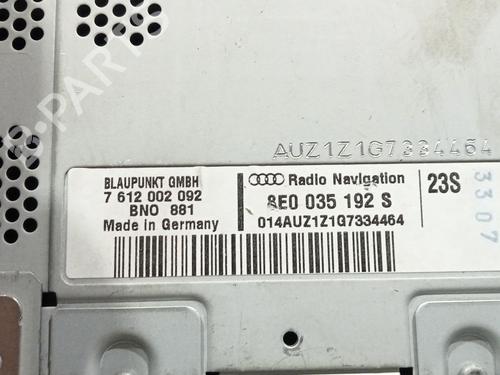 AUZ1Z1G7334464
BLAUPUNKT GMBH
7 612 002 092
BNO 881
Made in Germany
Radio Navigation
8E0 035 192 S
014AUZ1Z1G7334464
23S
3307